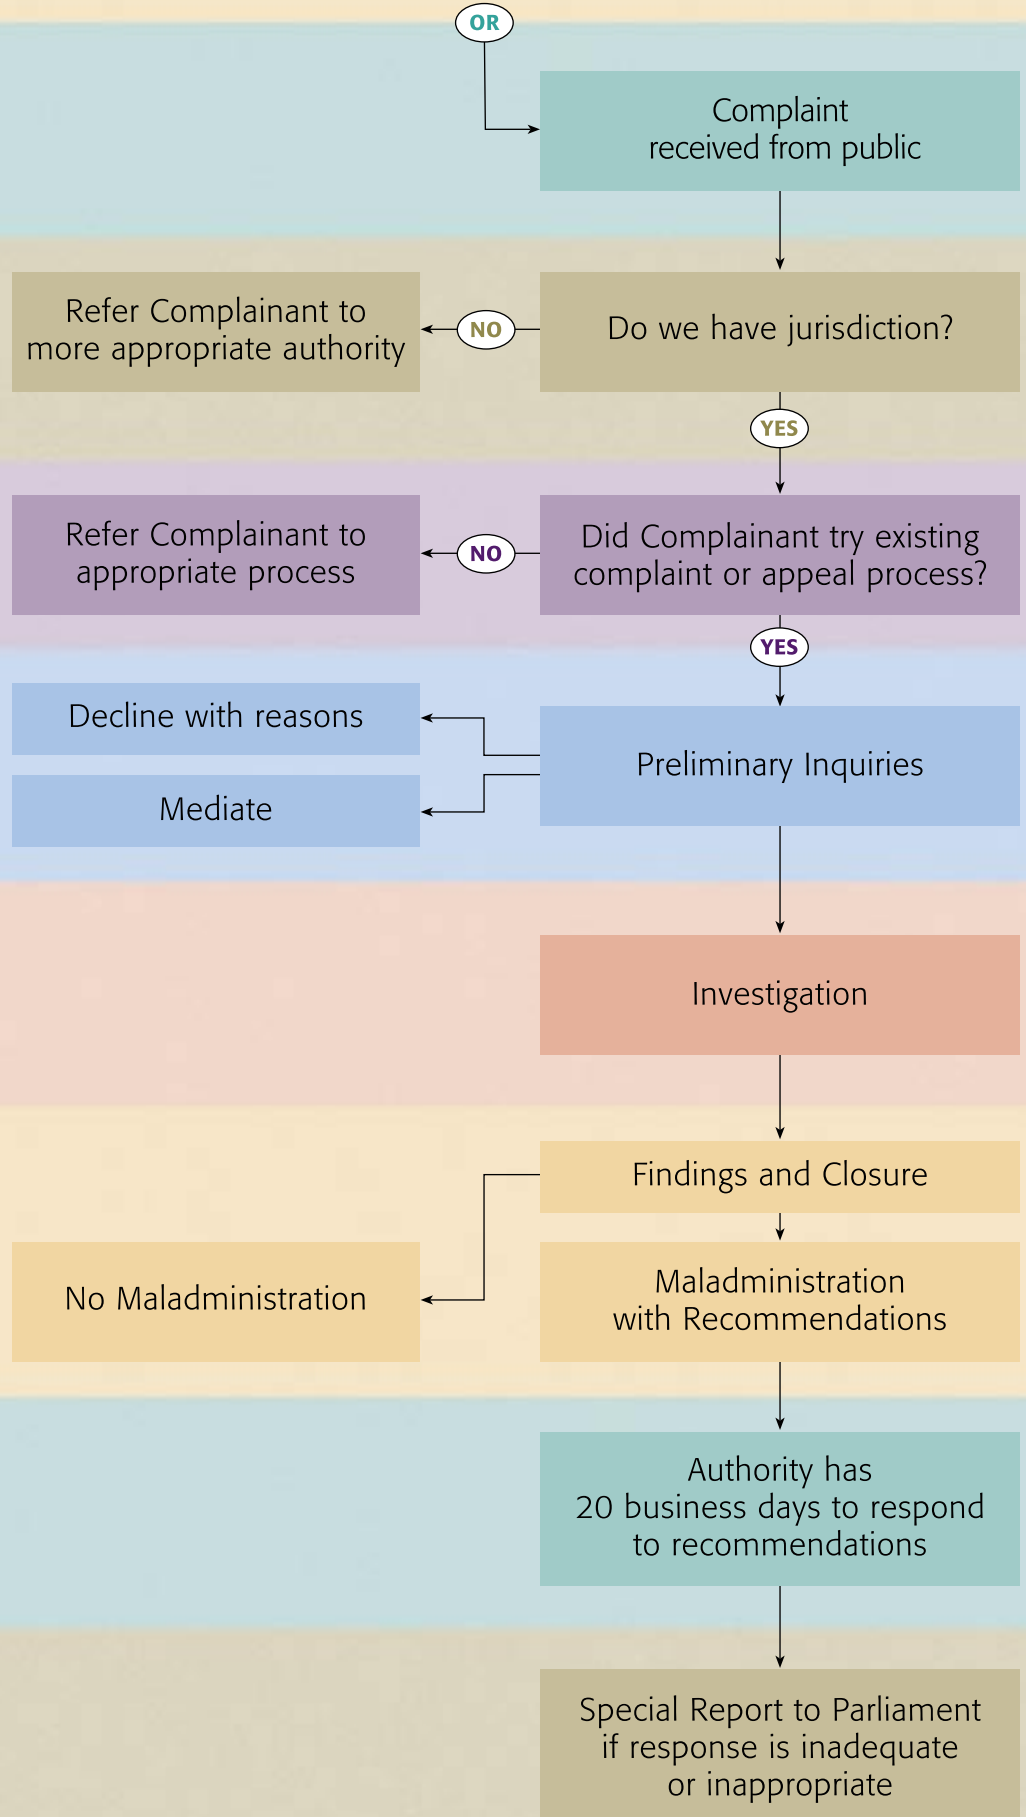 OR
Complaint
received from public
Refer Complainant to
more appropriate authority
NO
Do we have jurisdiction?
YES
Refer Complainant to
appropriate process
NO
Did Complainant try existing
complaint or appeal process?
YES
Decline with reasons
Mediate
Preliminary Inquiries
Investigation
Findings and Closure
No Maladministration
Maladministration
with Recommendations
Authority has
20 business days to respond
to recommendations
Special Report to Parliament
if response is inadequate
or inappropriate